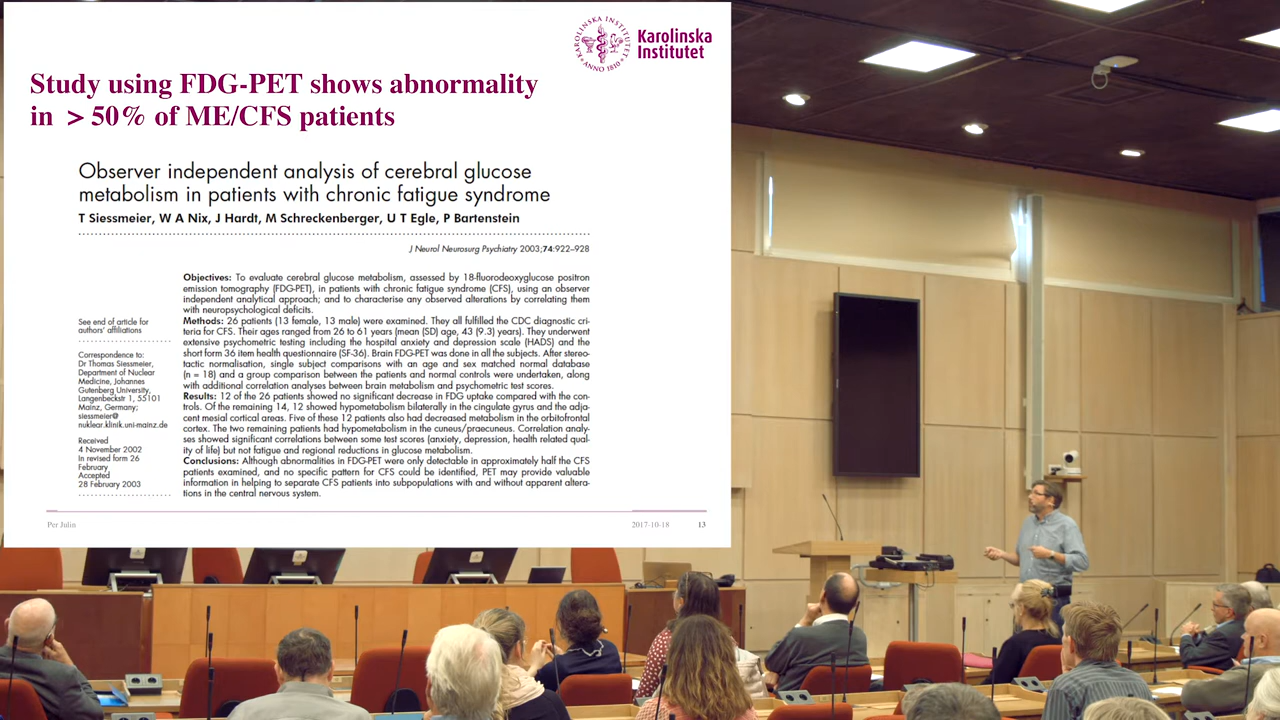 KAROLINSKA INSTITUTET
ANNO 1810
Karolinska
Institutet
Study using FDG-PET shows abnormality
in > 50% of ME/CFS patients
Observer independent analysis of cerebral glucose
metabolism in patients with chronic fatigue syndrome
T Siessmeier, W A Nix, J Hardt, M Schreckenberger, U T Egle, P Bartenstein
J Neurol Neurosurg Psychiatry 2003;74:922–928
See end of article for
authors' affiliations
Correspondence to:
Dr Thomas Siessmeier,
Department of Nuclear
Medicine, Johannes
Gutenberg University,
Langenbeckstr 1, 55101
Mainz, Germany;
siessmeier@
nuklear.klinik.uni-mainz.de
Received
4 November 2002
In revised form 26
February
Accepted
28 February 2003
Objectives: To evaluate cerebral glucose metabolism, assessed by 18-fluorodeoxyglucose positron
emission tomography (FDG-PET), in patients with chronic fatigue syndrome (CFS), using an observer
independent analytical approach; and to characterise any observed alterations by correlating them
with neuropsychological deficits.
Methods: 26 patients (13 female, 13 male) were examined. They all fulfilled the CDC diagnostic cri-
teria for CFS. Their ages ranged from 26 to 61 years (mean (SD) age, 43 (9.3) years). They underwent
extensive psychometric testing including the hospital anxiety and depression scale (HADS) and the
short form 36 item health questionnaire (SF-36). Brain FDG-PET was done in all the subjects. After stereo-
tactic normalisation, single subject comparisons with an age and sex matched normal database
(n = 18) and a group comparison between the patients and normal controls were undertaken, along
with additional correlation analyses between brain metabolism and psychometric test scores.
Results: 12 of the 26 patients showed no significant decrease in FDG uptake compared with the con-
trols. Of the remaining 14, 12 showed hypometabolism bilaterally in the cingulate gyrus and the adja-
cent mesial cortical areas. Five of these 12 patients also had decreased metabolism in the orbitofrontal
cortex. The two remaining patients had hypometabolism in the cuneus/praecuneus. Correlation analy-
ses showed significant correlations between some test scores (anxiety, depression, health related qual-
ity of life) but not fatigue and regional reductions in glucose metabolism.
Conclusions: Although abnormalities in FDG-PET were only detectable in approximately half the CFS
patients examined, and no specific pattern for CFS could be identified, PET may provide valuable
information in helping to separate CFS patients into subpopulations with and without apparent altera-
tions in the central nervous system.
Per Julin
2017-10-18
13